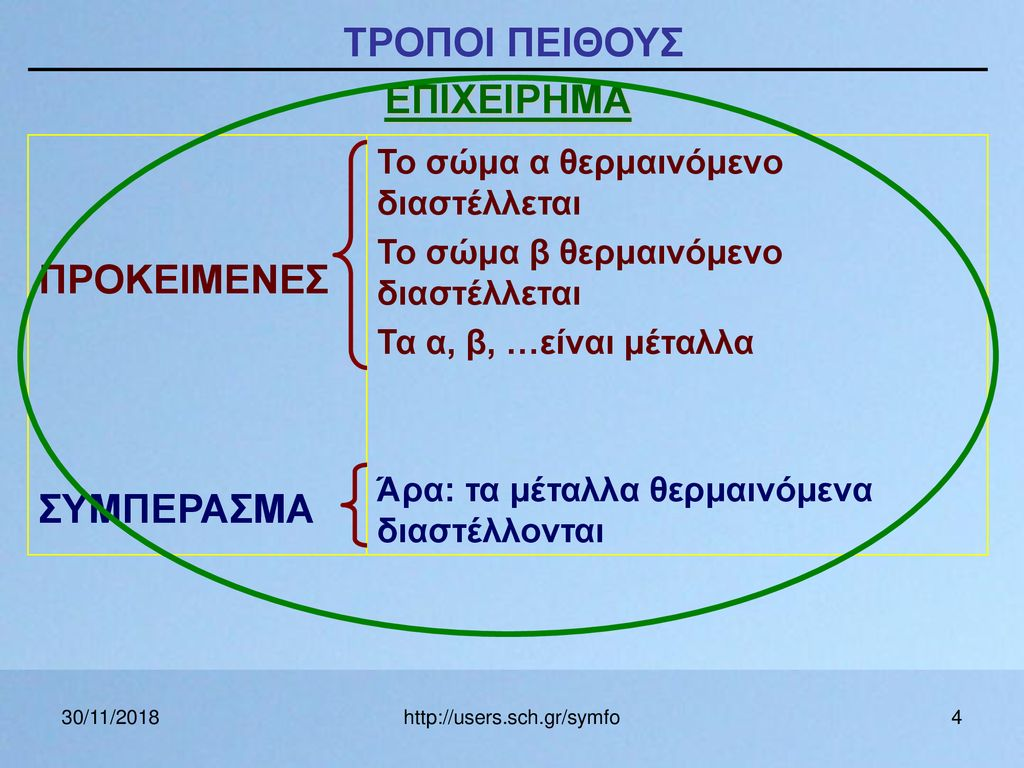 ΤΡΟΠΟΙ ΠΕΙΘΟΥΣ
ΕΠΙΧΕΙΡΗΜΑ
ΠΡΟΚΕΙΜΕΝΕΣ
Το σώμα α θερμαινόμενο
διαστέλλεται
Το σώμα β θερμαινόμενο
διαστέλλεται
Τα α, β, …είναι μέταλλα
ΣΥΜΠΕΡΑΣΜΑ
Άρα: τα μέταλλα θερμαινόμενα
διαστέλλονται
30/11/2018
http://users.sch.gr/symfo
4